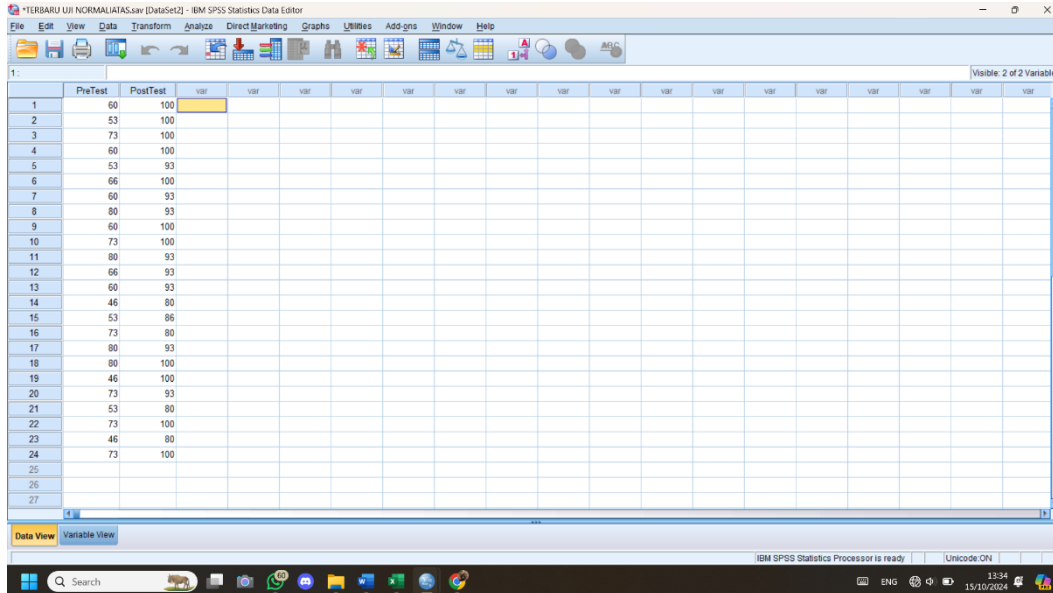 *TERBARU UJI NORMALIATAS.sav [DataSet2] - IBM SPSS Statistics Data Editor
File Edit View Data Transform Analyze Direct Marketing Graphs Utilities Add-ons Window Help
1 :
Visible: 2 of 2 Variable
PreTest PostTest var var var var var var var var var var var var var var var var var
1 60 100
2 53 100
3 73 100
4 60 100
5 53 93
6 66 100
7 60 93
8 80 93
9 60 100
10 73 100
11 80 93
12 66 93
13 60 93
14 46 80
15 53 86
16 73 80
17 80 93
18 80 100
19 46 100
20 73 93
21 53 80
22 73 100
23 46 80
24 73 100
25
26
27
Data View Variable View
IBM SPSS Statistics Processor is ready Unicode:ON
Search
ENG
13:34
15/10/2024